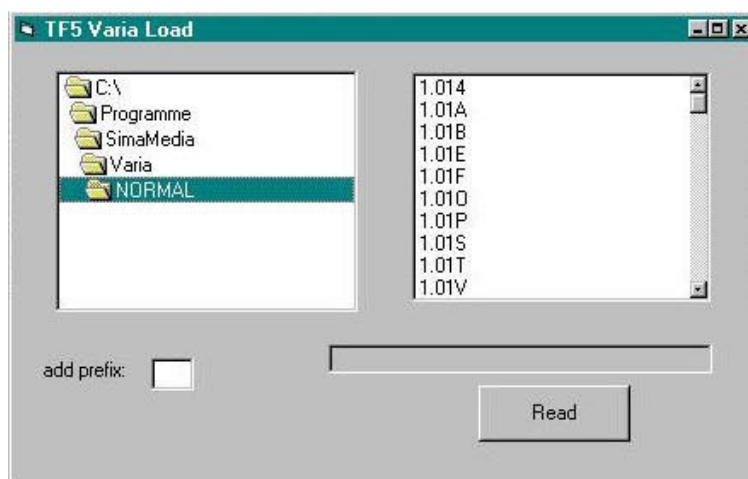 TF5 Varia Load
C:\
Programme
SimaMedia
Varia
NORMAL
1.014
1.01A
1.01B
1.01E
1.01F
1.01O
1.01P
1.01S
1.01T
1.01V
add prefix:
Read